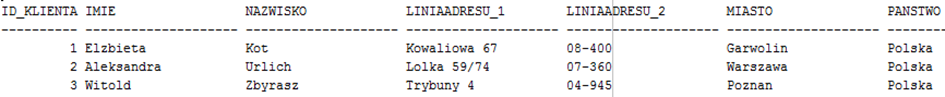 ID_KLIENTA IMIE NAZWISKO LINIAADRESU_1 LINIAADRESU_2 MIASTO PANSTWO
---------- -------------------- -------------------- -------------------- -------------------- -------------------- --------
1 Elzbieta Kot Kowaliowa 67 08-400 Garwolin Polska
2 Aleksandra Urlich Lolka 59/74 07-360 Warszawa Polska
3 Witold Zbyrasz Trybuny 4 04-945 Poznan Polska